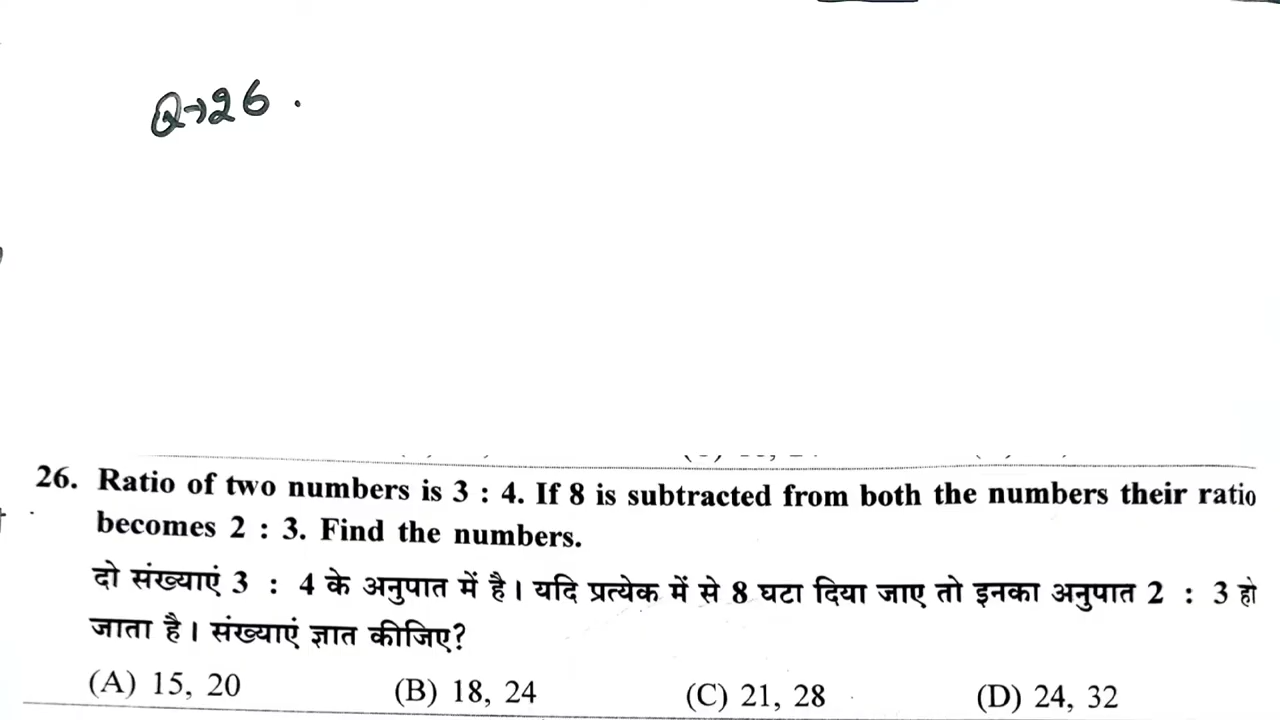 Q→26.
26. Ratio of two numbers is 3 : 4. If 8 is subtracted from both the numbers their ratio
becomes 2 : 3. Find the numbers.
दो संख्याएं 3 : 4 के अनुपात में है। यदि प्रत्येक में से 8 घटा दिया जाए तो इनका अनुपात 2 : 3 हो
जाता है। संख्याएं ज्ञात कीजिए?
(A) 15, 20 (B) 18, 24 (C) 21, 28 (D) 24, 32